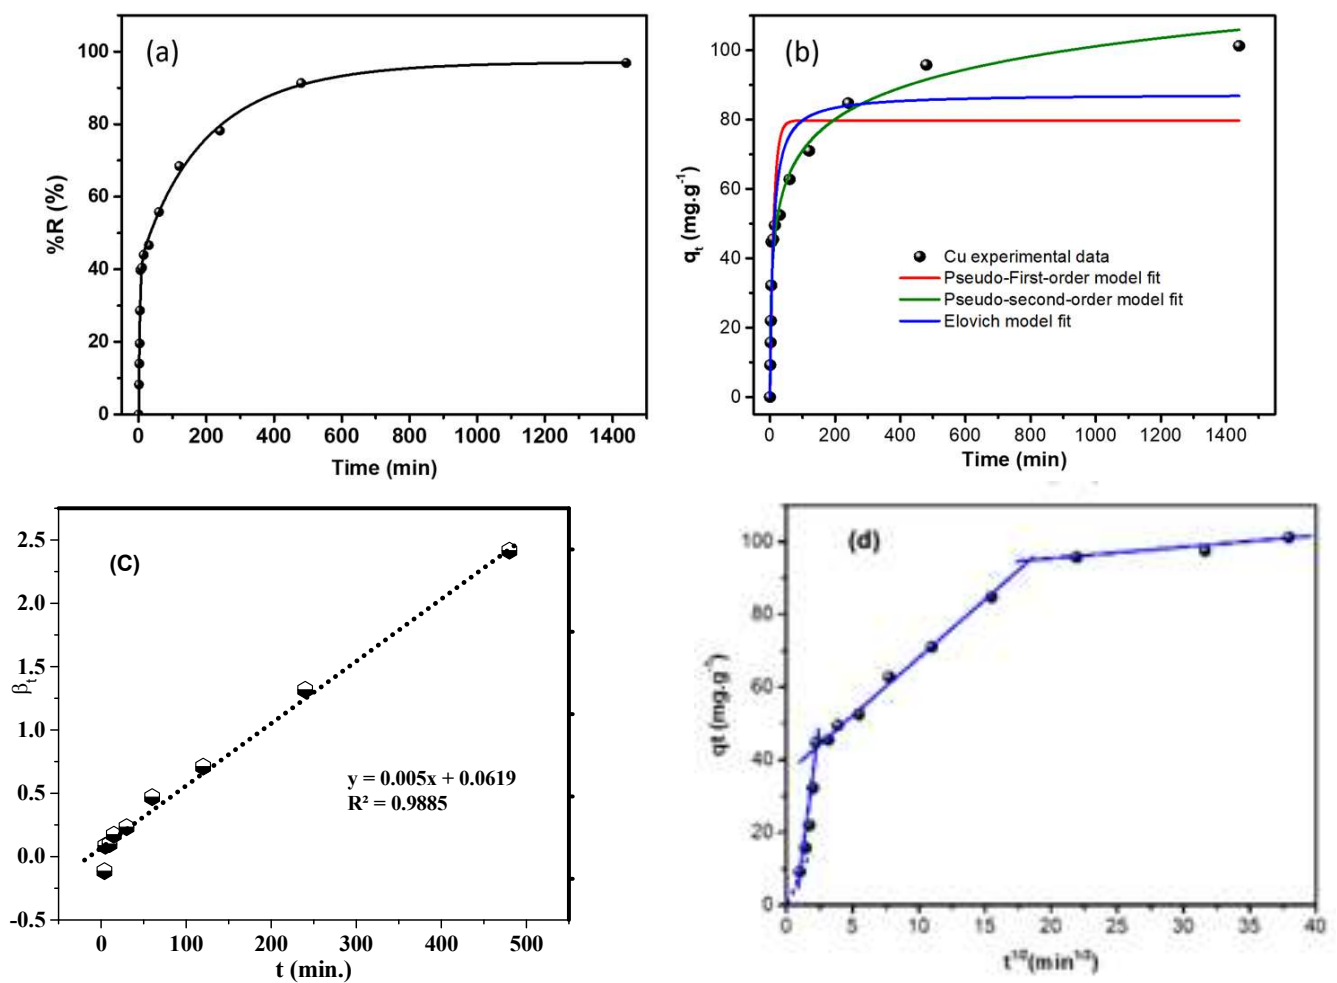 (a)
100
80
60
40
20
0
%R (%)
0 200 400 600 800 1000 1200 1400
Time (min)
(b)
100
80
60
40
20
0
qt (mg.g-1)
Cu experimental data
Pseudo-First-order model fit
Pseudo-second-order model fit
Elovich model fit
0 200 400 600 800 1000 1200 1400
Time (min)
(C)
2.5
2.0
1.5
1.0
0.5
0.0
-0.5
βt
y = 0.005x + 0.0619
R² = 0.9885
0 100 200 300 400 500
t (min.)
(d)
100
80
60
40
20
0
qt (mg.g-1)
0 5 10 15 20 25 30 35 40
t1/2(min1/2)